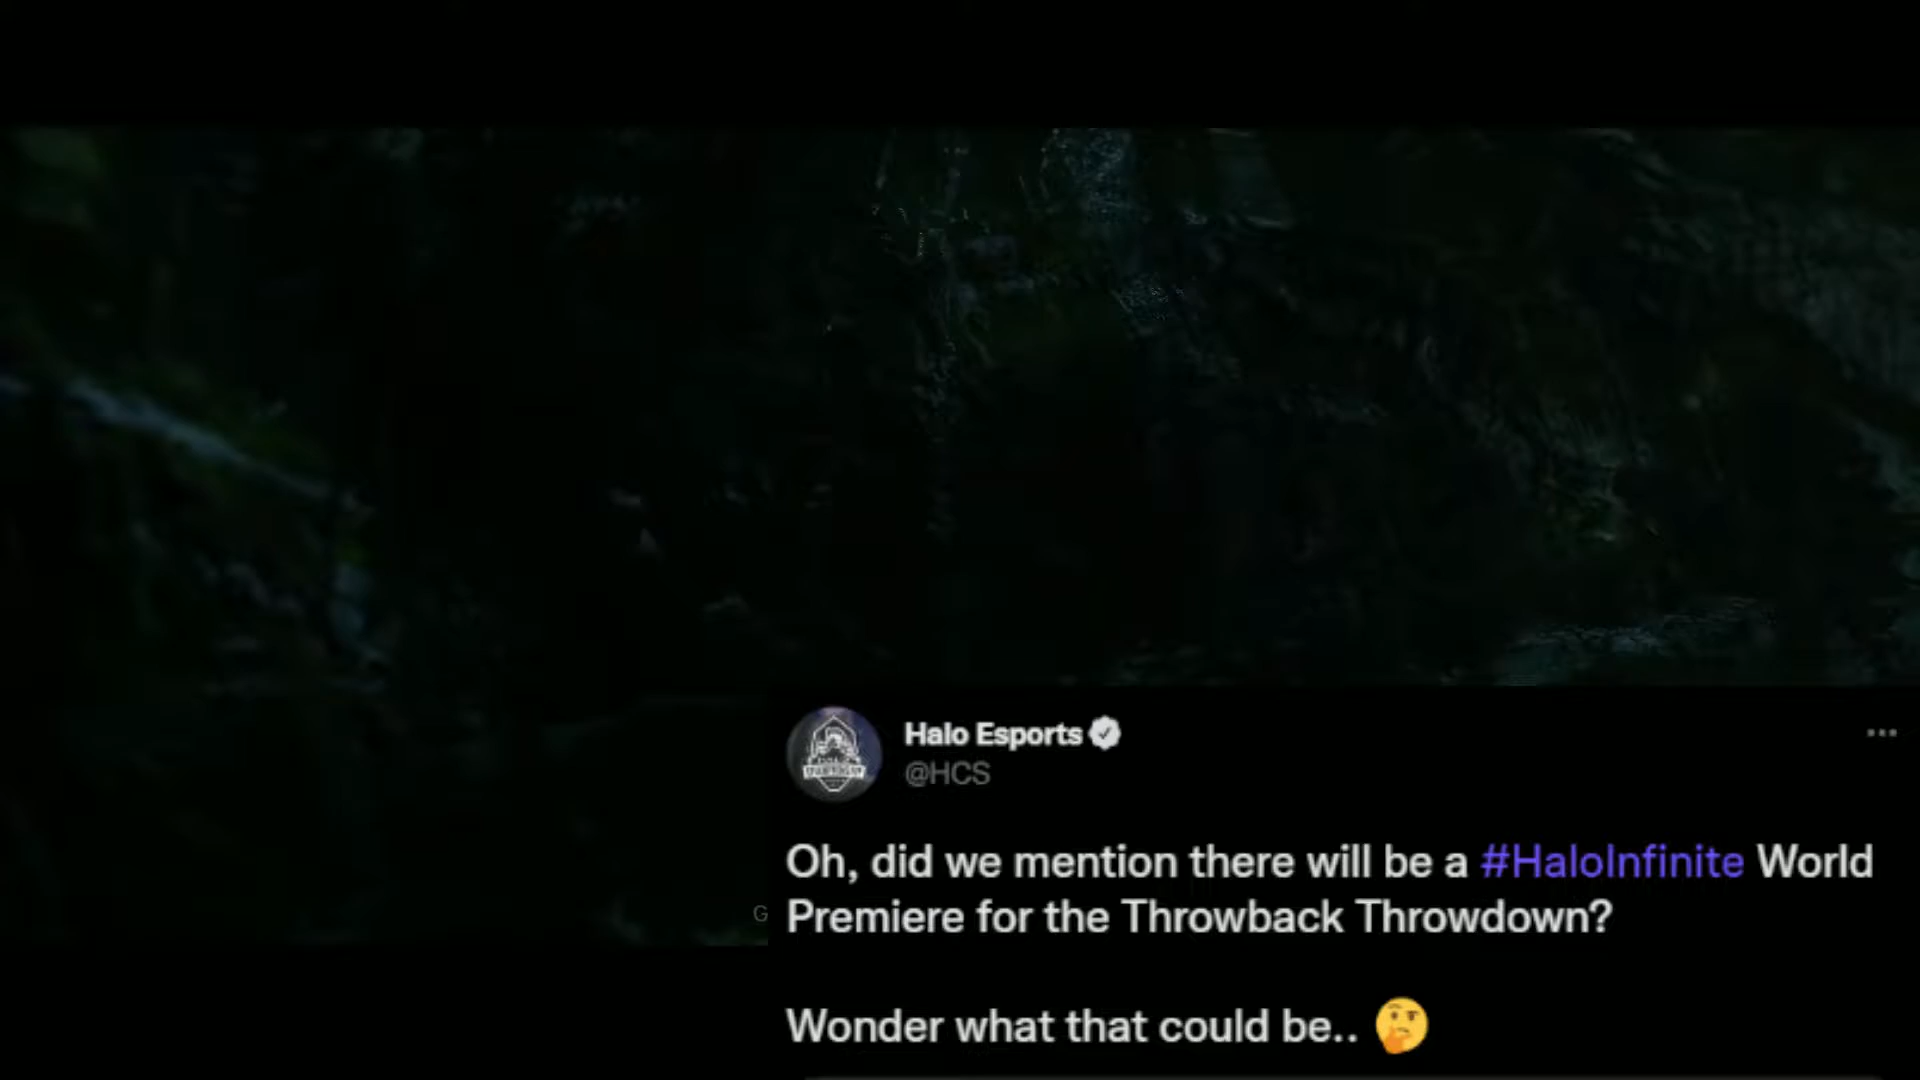 Halo Esports
@HCS
Oh, did we mention there will be a #HaloInfinite World
Premiere for the Throwback Throwdown?
Wonder what that could be.. 🤔
G